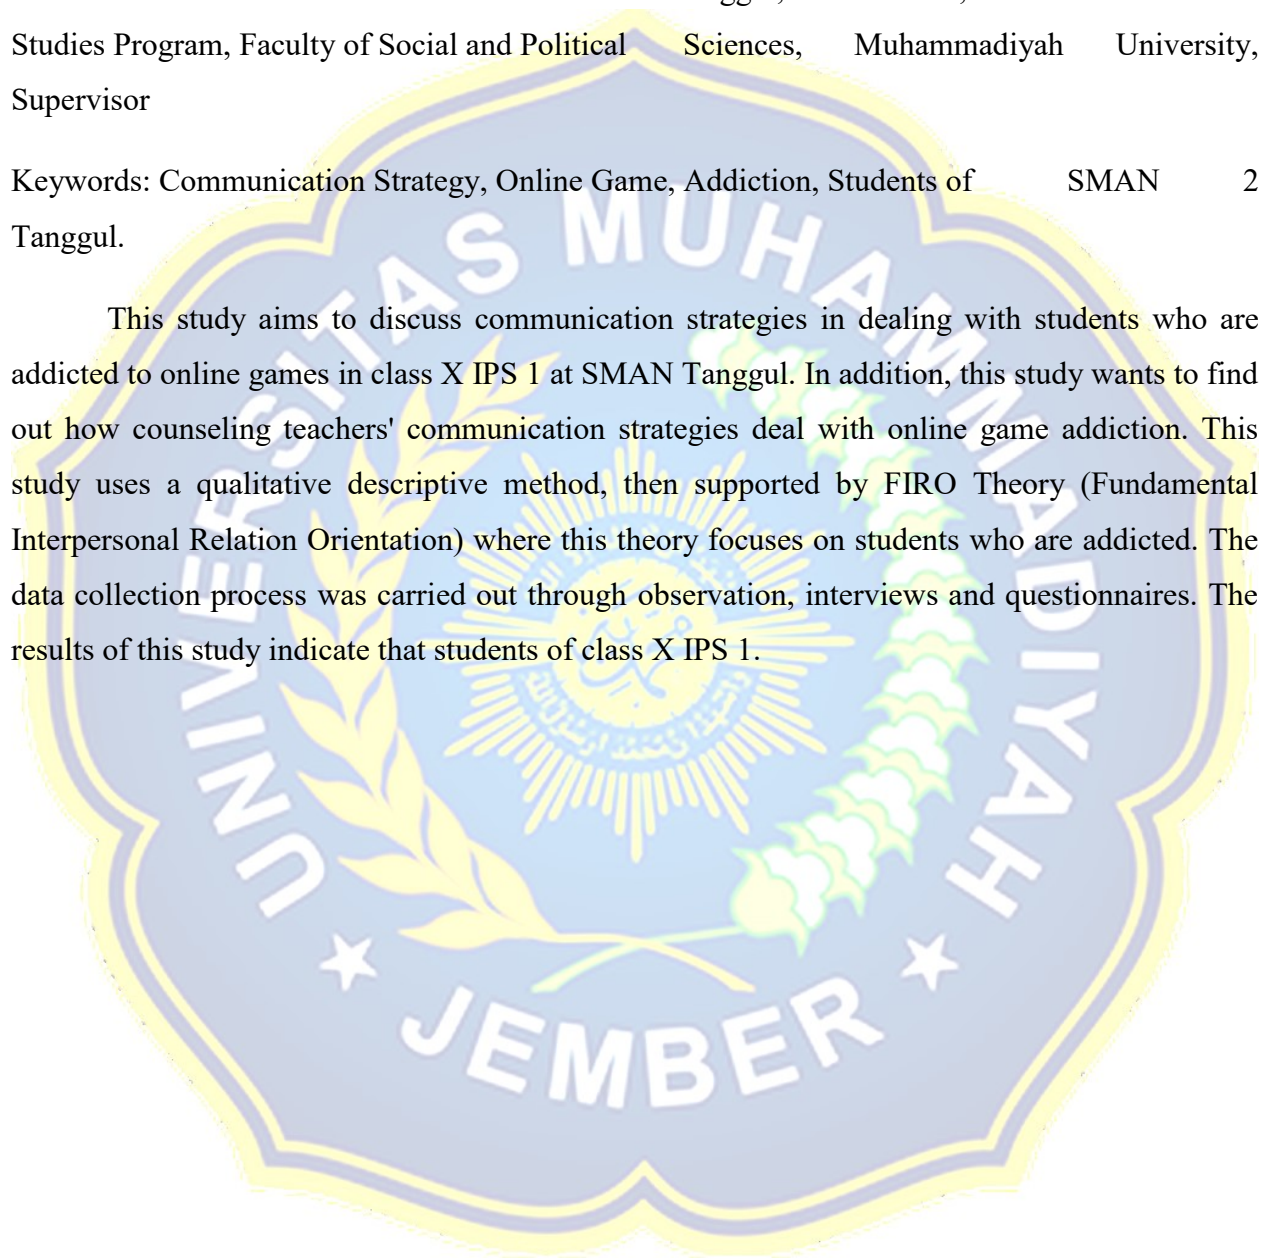 Studies Program, Faculty of Social and Political Sciences, Muhammadiyah University,
Supervisor
Keywords: Communication Strategy, Online Game, Addiction, Students of SMAN 2
Tanggul.
This study aims to discuss communication strategies in dealing with students who are
addicted to online games in class X IPS 1 at SMAN Tanggul. In addition, this study wants to find
out how counseling teachers' communication strategies deal with online game addiction. This
study uses a qualitative descriptive method, then supported by FIRO Theory (Fundamental
Interpersonal Relation Orientation) where this theory focuses on students who are addicted. The
data collection process was carried out through observation, interviews and questionnaires. The
results of this study indicate that students of class X IPS 1.
UNIVERSITAS MUHAMMADIYAH
JEMBER